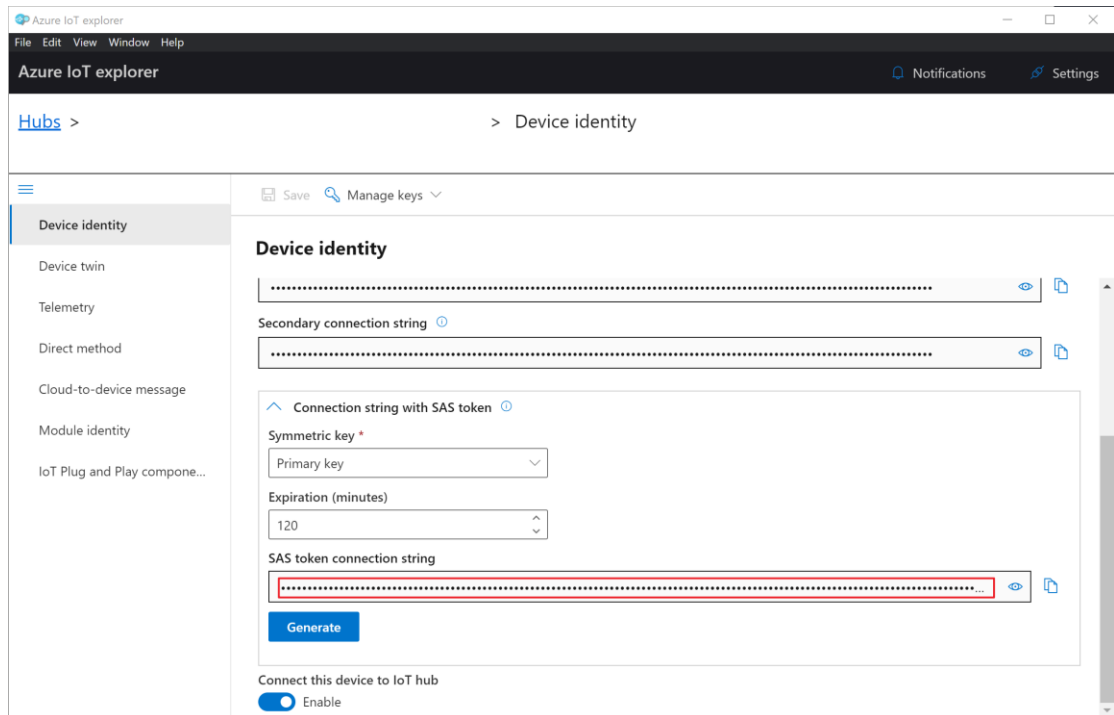 Azure IoT explorer
File Edit View Window Help
Azure IoT explorer
Notifications
Settings
Hubs > > Device identity
Save
Manage keys
Device identity
Device twin
Telemetry
Direct method
Cloud-to-device message
Module identity
IoT Plug and Play compone...
Device identity
Secondary connection string
Connection string with SAS token
Symmetric key *
Primary key
Expiration (minutes)
120
SAS token connection string
Generate
Connect this device to IoT hub
Enable